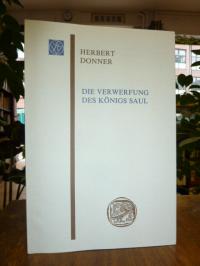 HERBERT
DONNER
DIE VERWERFUNG
DES KÖNIGS SAUL